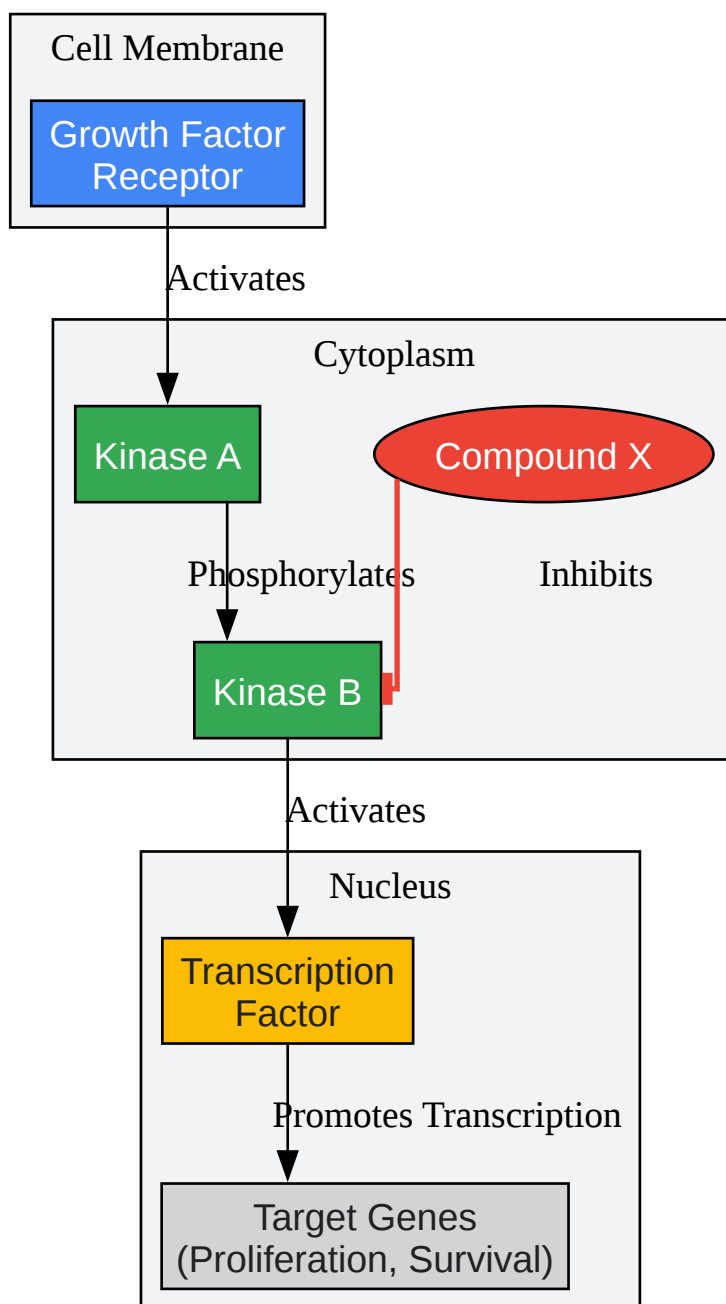 Cell Membrane
Growth Factor
Receptor
Activates
Cytoplasm
Kinase A
Compound X
Phosphorylates
Inhibits
Kinase B
Activates
Nucleus
Transcription
Factor
Promotes Transcription
Target Genes
(Proliferation, Survival)